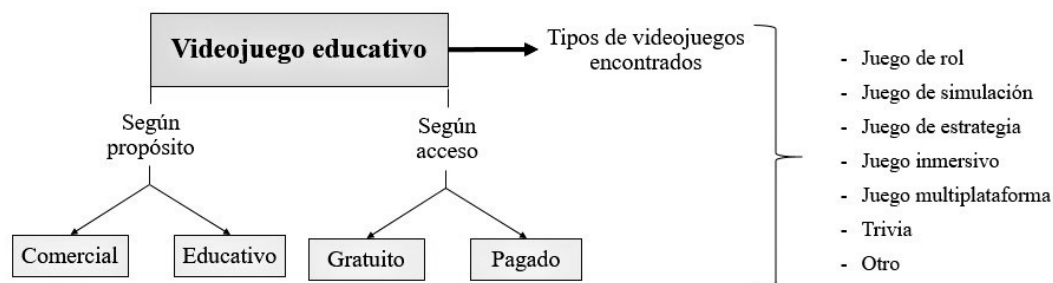 Videojuego educativo
Tipos de videojuegos
encontrados
Según
propósito
Según
acceso
Comercial
Educativo
Gratuito
Pagado
- Juego de rol
- Juego de simulación
- Juego de estrategia
- Juego inmersivo
- Juego multiplataforma
- Trivia
- Otro